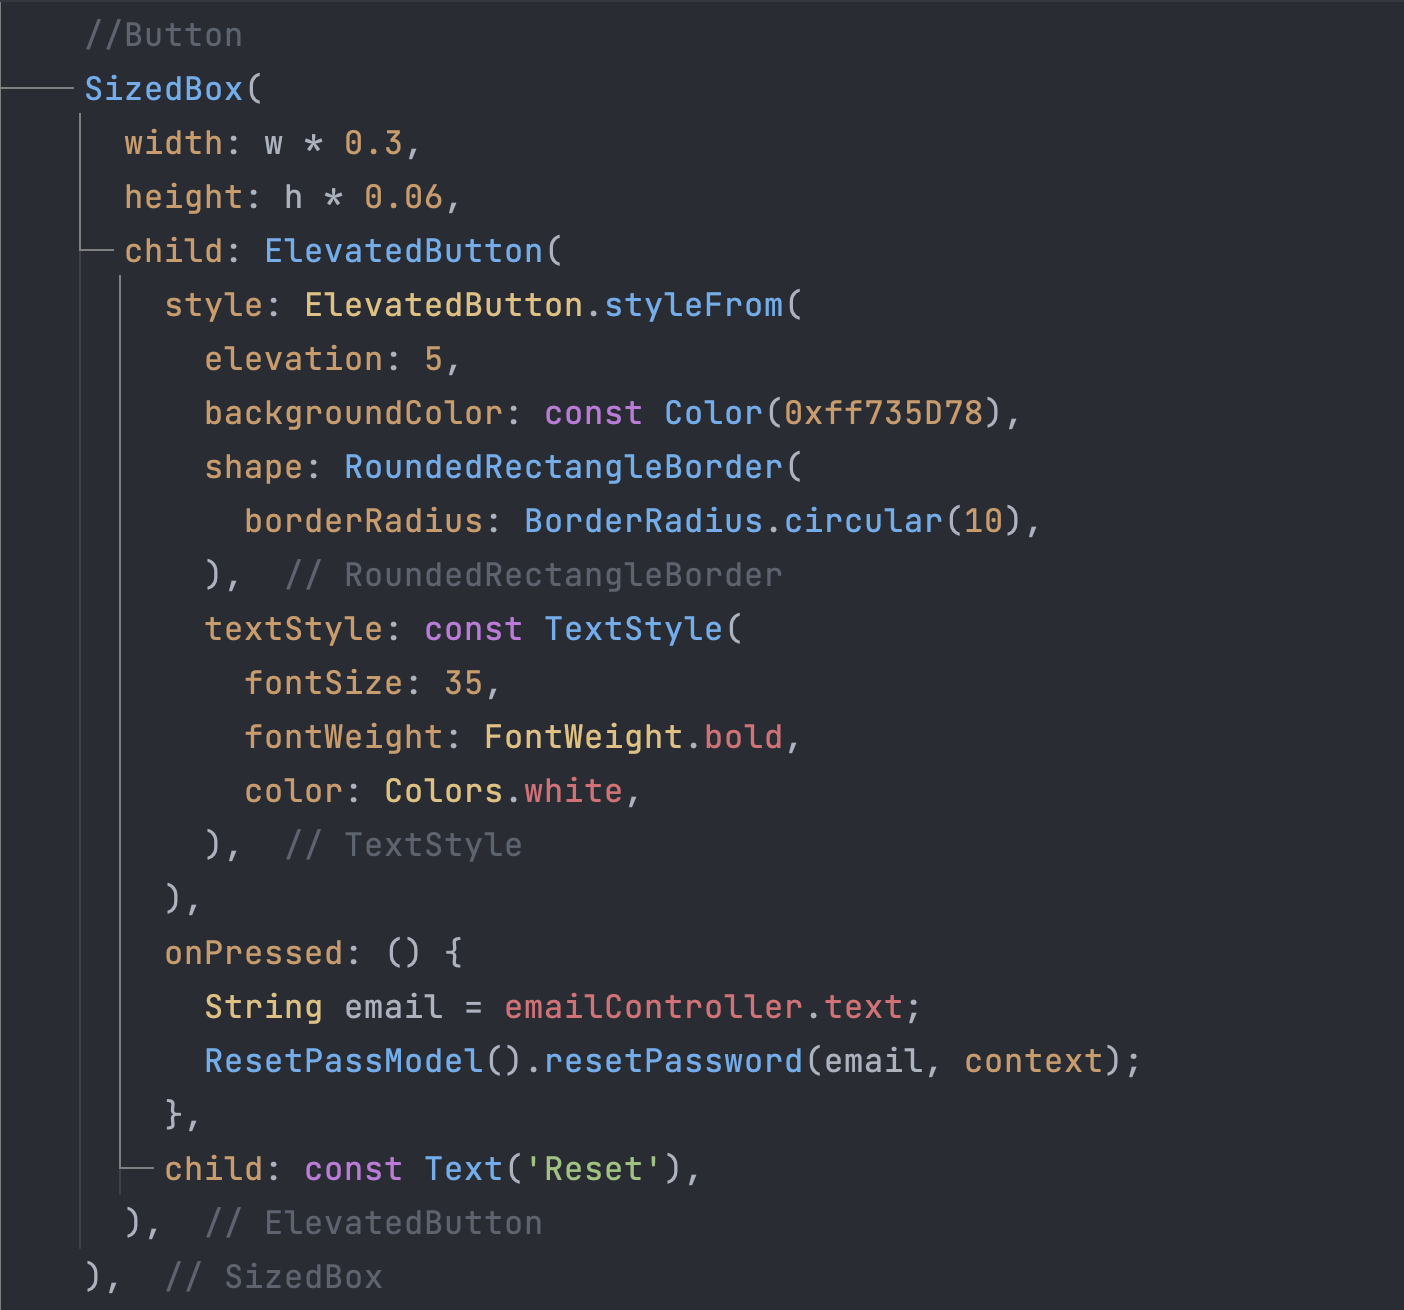 //Button
SizedBox(
  width: w * 0.3,
  height: h * 0.06,
  child: ElevatedButton(
    style: ElevatedButton.styleFrom(
      elevation: 5,
      backgroundColor: const Color(0xff735D78),
      shape: RoundedRectangleBorder(
        borderRadius: BorderRadius.circular(10),
      ),  // RoundedRectangleBorder
      textStyle: const TextStyle(
        fontSize: 35,
        fontWeight: FontWeight.bold,
        color: Colors.white,
      ),  // TextStyle
    ),
    onPressed: () {
      String email = emailController.text;
      ResetPassModel().resetPassword(email, context);
    },
    child: const Text('Reset'),
  ),  // ElevatedButton
),  // SizedBox